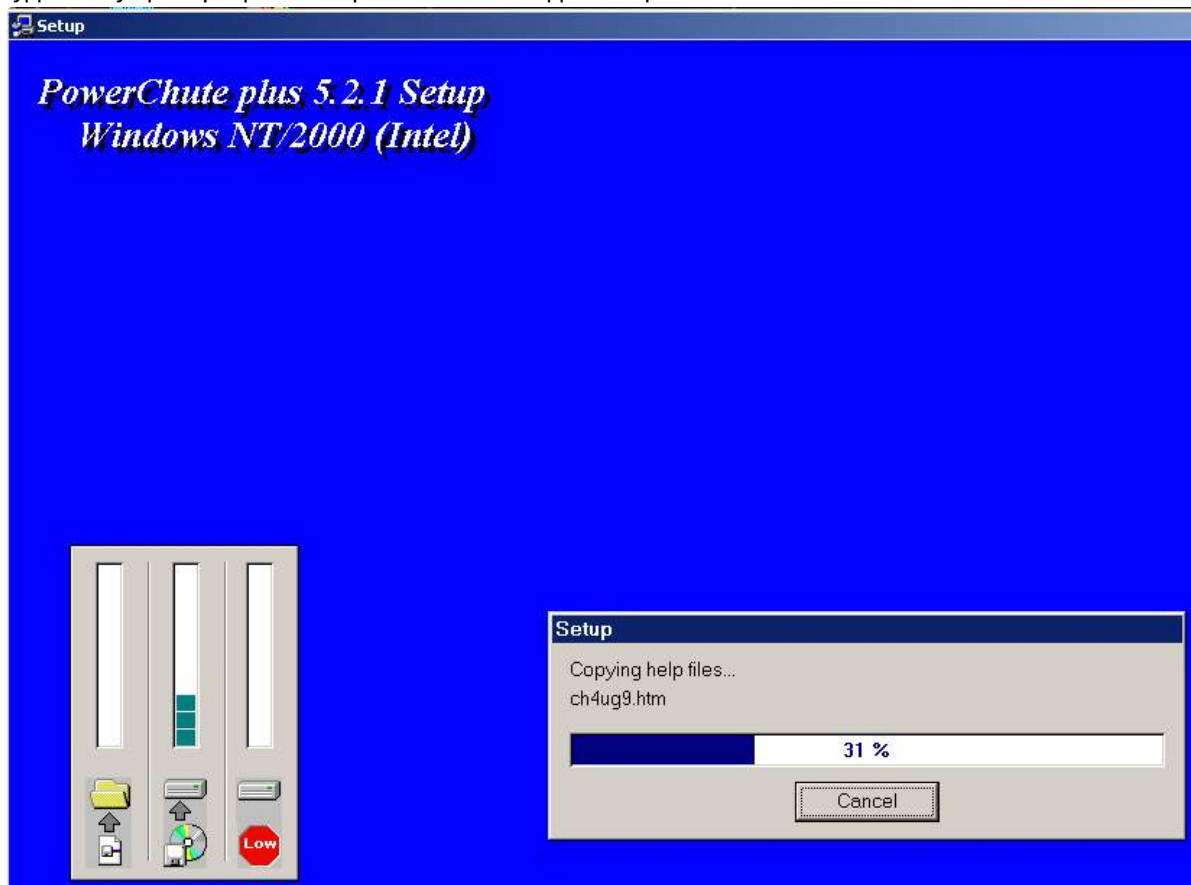 Setup
PowerChute plus 5.2.1 Setup
Windows NT/2000 (Intel)
Setup
Copying help files...
ch4ug9.htm
31 %
Cancel
Low